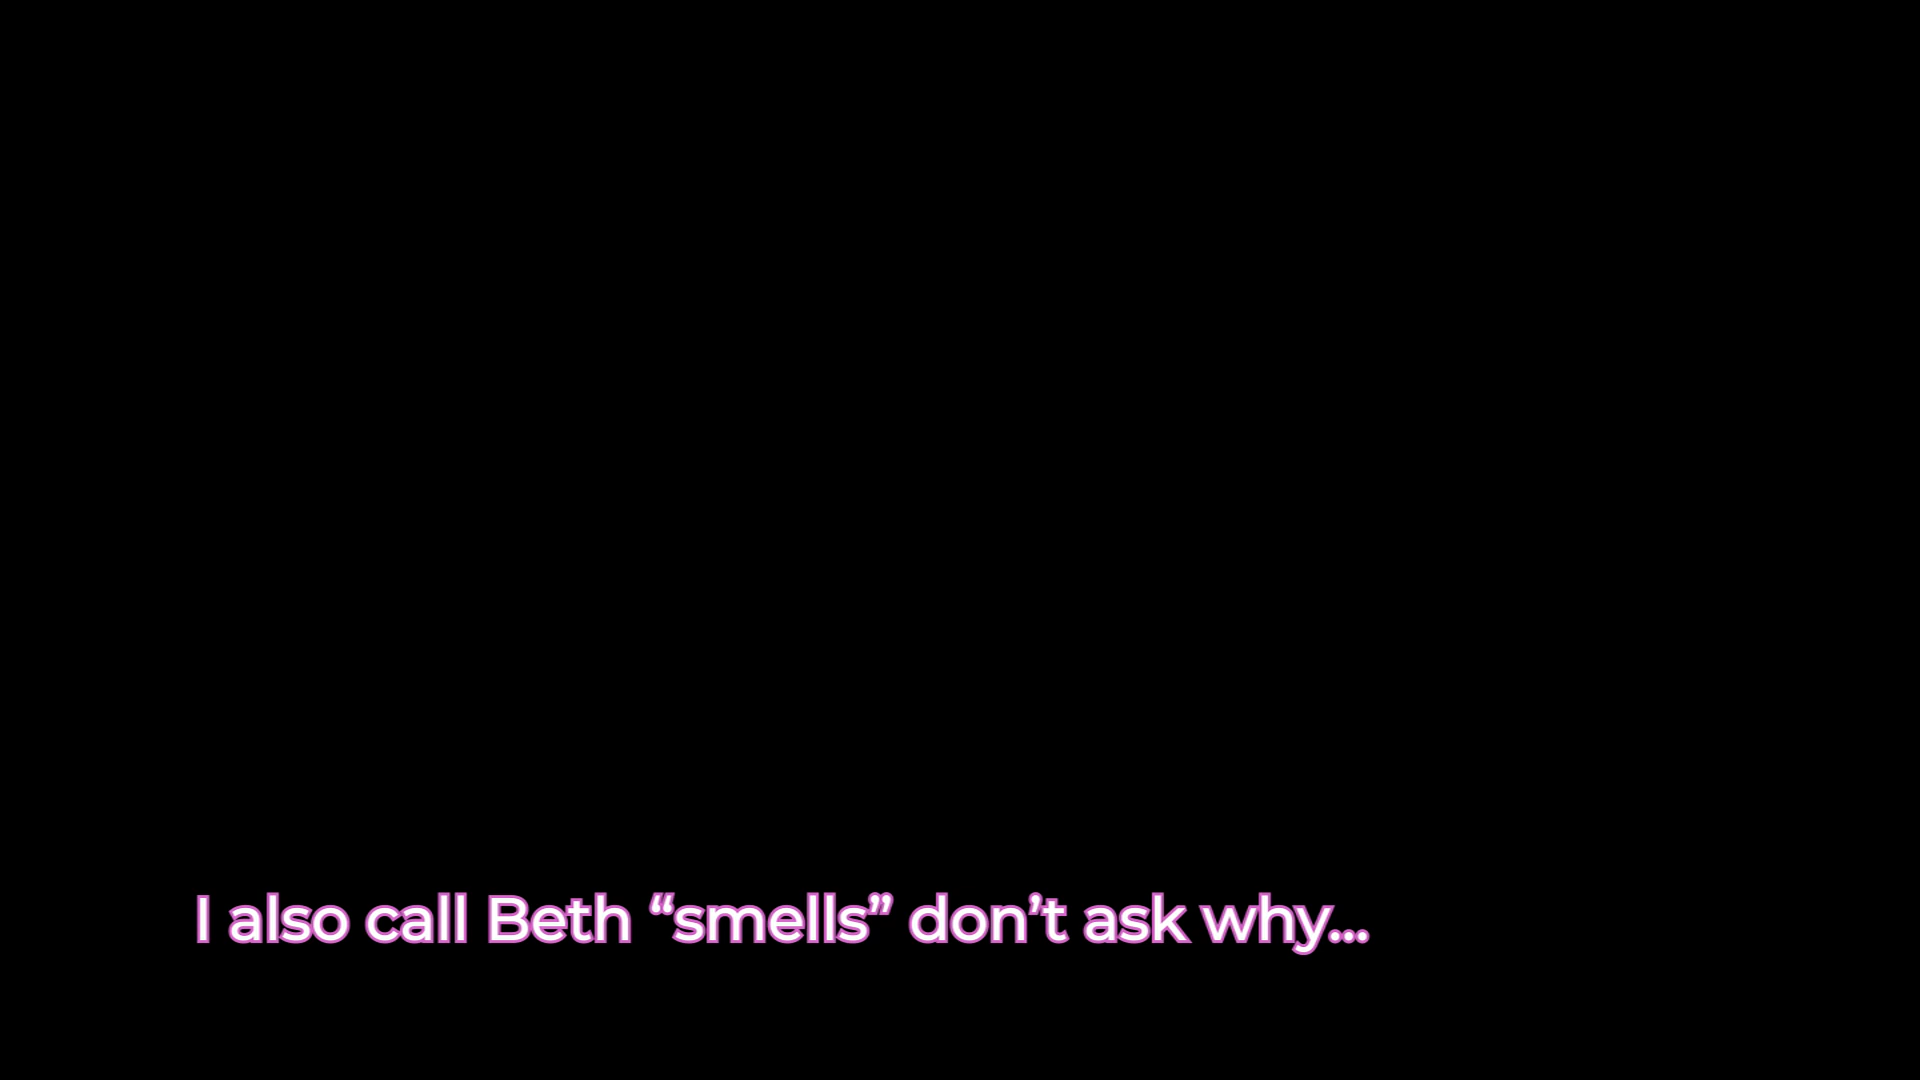 I also call Beth “smells” don’t ask why...